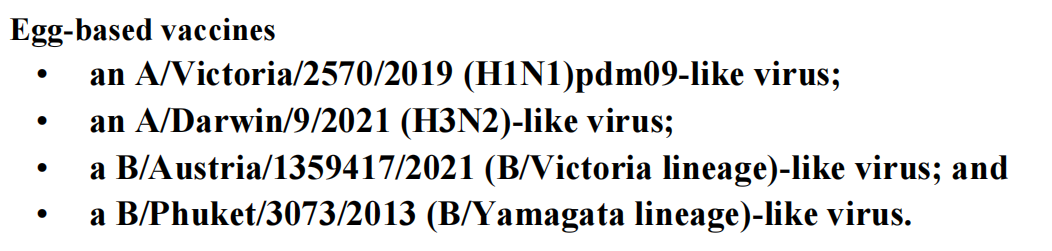 Egg-based vaccines
• an A/Victoria/2570/2019 (H1N1)pdm09-like virus;
• an A/Darwin/9/2021 (H3N2)-like virus;
• a B/Austria/1359417/2021 (B/Victoria lineage)-like virus; and
• a B/Phuket/3073/2013 (B/Yamagata lineage)-like virus.